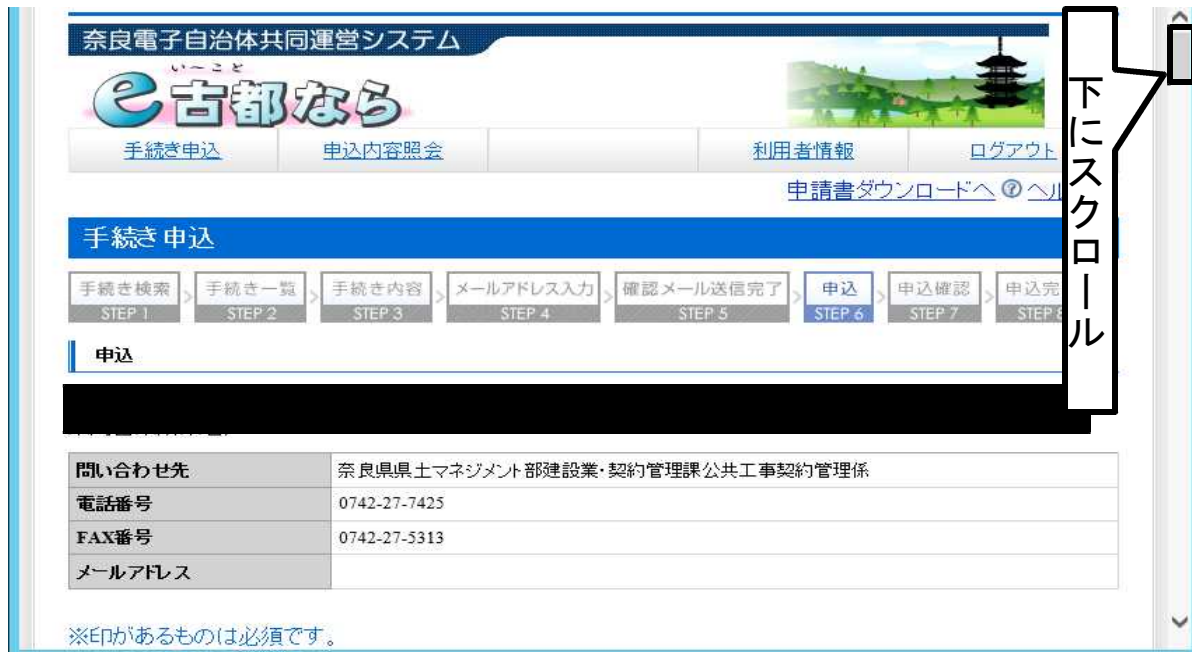 奈良電子自治体共同運営システム
い～こと
e古都なら
手続き申込 申込内容照会 利用者情報 ログアウト
申請書ダウンロードへ ? ヘル
手続き申込
手続き検索 > 手続き一覧 > 手続き内容 > メールアドレス入力 > 確認メール送信完了 > 申込 > 申込確認 > 申込完
STEP 1 STEP 2 STEP 3 STEP 4 STEP 5 STEP 6 STEP 7 STEP 8
申込
問い合わせ先 奈良県県土マネジメント部建設業・契約管理課公共工事契約管理係
電話番号 0742-27-7425
FAX番号 0742-27-5313
メールアドレス
※印があるものは必須です。
下にスクロール